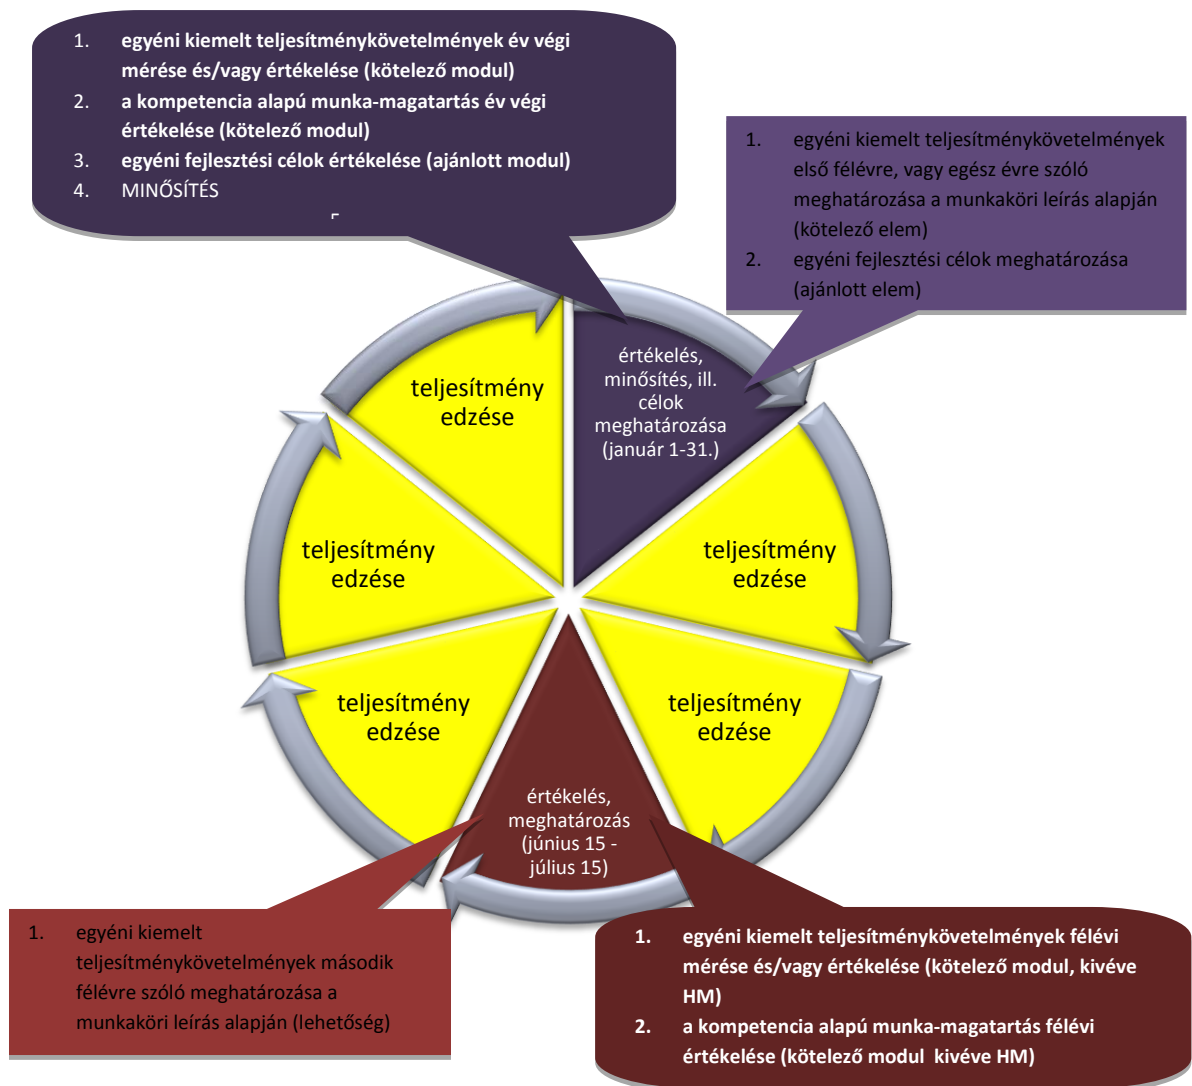 1. egyéni kiemelt teljesítménykövetelmények év végi
mérése és/vagy értékelése (kötelező modul)
2. a kompetencia alapú munka-magatartás év végi
értékelése (kötelező modul)
3. egyéni fejlesztési célok értékelése (ajánlott modul)
4. MINŐSÍTÉS
1. egyéni kiemelt teljesítménykövetelmények
első félévre, vagy egész évre szóló
meghatározása a munkaköri leírás alapján
(kötelező elem)
2. egyéni fejlesztési célok meghatározása
(ajánlott elem)
értékelés,
minősítés, ill.
célok
meghatározása
(január 1-31.)
teljesítmény
edzése
teljesítmény
edzése
teljesítmény
edzése
teljesítmény
edzése
teljesítmény
edzése
értékelés,
meghatározás
(június 15 -
július 15)
1. egyéni kiemelt
teljesítménykövetelmények második
félévre szóló meghatározása a
munkaköri leírás alapján (lehetőség)
1. egyéni kiemelt teljesítménykövetelmények félévi
mérése és/vagy értékelése (kötelező modul, kivéve
HM)
2. a kompetencia alapú munka-magatartás félévi
értékelése (kötelező modul kivéve HM)